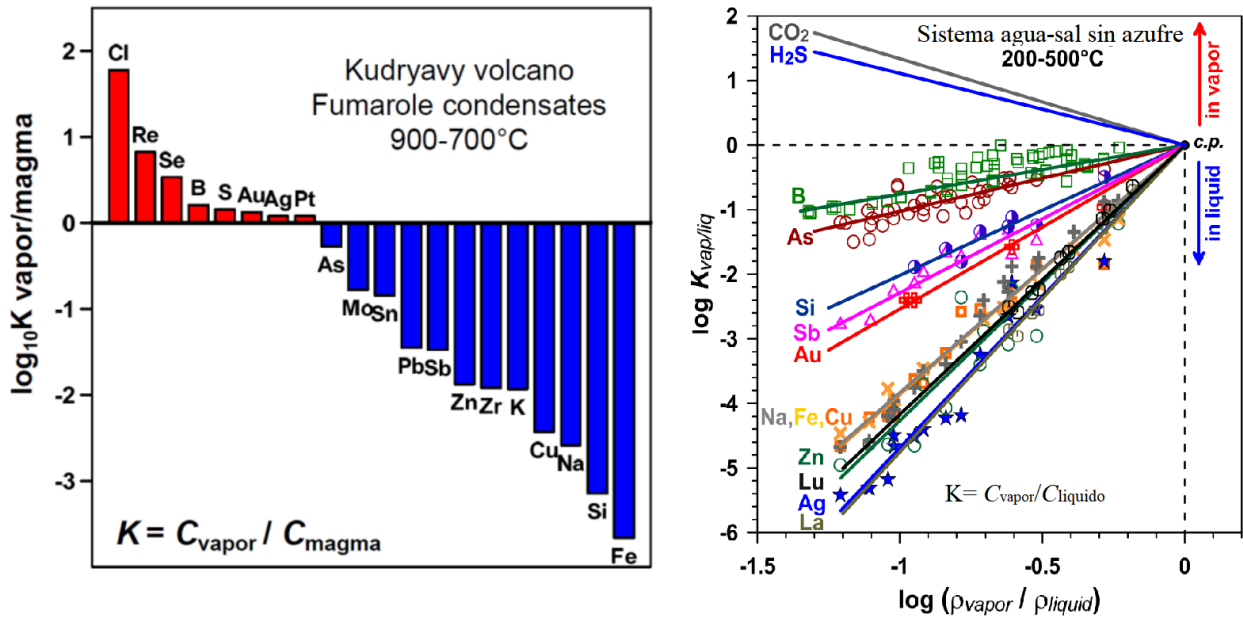 2
1
0
-1
-2
-3
log10K vapor/magma
Cl
Re
Se
B
S
Au
Ag
Pt
As
Mo
Sn
Pb
Sb
Zn
Zr
K
Cu
Na
Si
Fe
Kudryavy volcano
Fumarole condensates
900-700°C
K = Cvapor / Cmagma
2
1
0
-1
-2
-3
-4
-5
-6
log Kvap/liq
CO2
H2S
Sistema agua-sal sin azufre
200-500°C
in vapor
c.p.
in liquid
B
As
Si
Sb
Au
Na,Fe,Cu
Zn
Lu
Ag
La
K= Cvapor/Cliquido
-1.5
-1
-0.5
0
log (ρvapor / ρliquid)